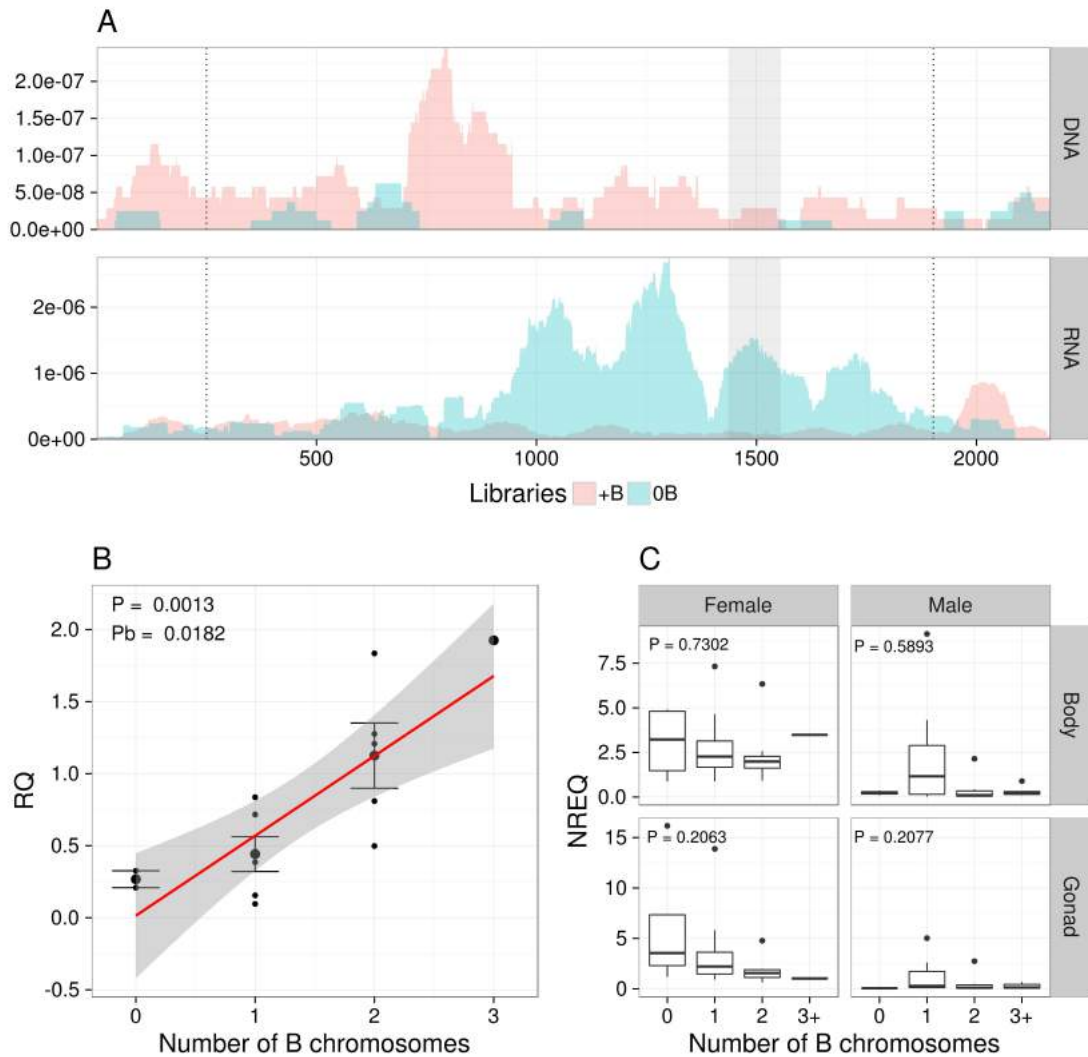 A
2.0e-07
1.5e-07
1.0e-07
5.0e-08
0.0e+00
DNA
2e-06
1e-06
0e+00
RNA
500 1000 1500 2000
Libraries +B 0B
B
P = 0.0013
Pb = 0.0182
2.0
1.5
1.0
0.5
0.0
-0.5
RQ
0 1 2 3
Number of B chromosomes
C
Female Male
P = 0.7302 P = 0.5893
7.5
5.0
2.5
0.0
Body
NREQ
P = 0.2063 P = 0.2077
15
10
5
0
Gonad
0 1 2 3+ 0 1 2 3+
Number of B chromosomes